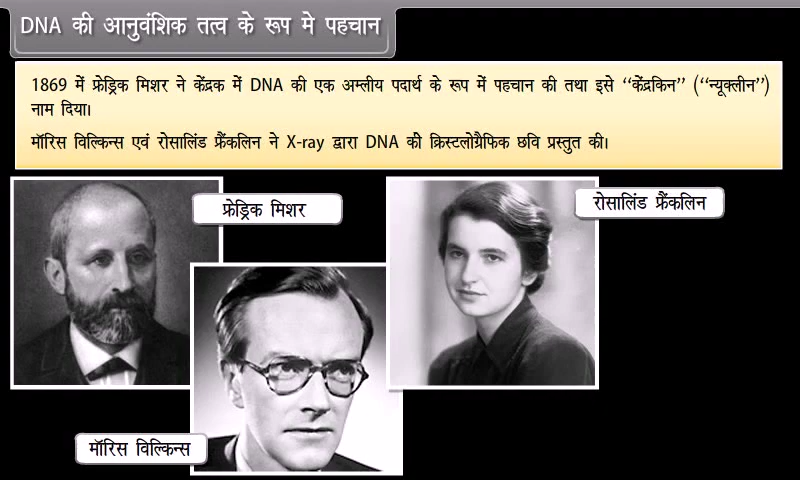 DNA की आनुवंशिक तत्व के रूप मे पहचान
1869 में फ्रेड्रिक मिशर ने केंद्रक में DNA की एक अम्लीय पदार्थ के रूप में पहचान की तथा इसे “केंद्रकिन” (“न्यूक्लीन”)
नाम दिया।
मॉरिस विल्किन्स एवं रोसालिंड फ्रैंकलिन ने X-ray द्वारा DNA की क्रिस्टलोग्रैफिक छवि प्रस्तुत की।
फ्रेड्रिक मिशर
रोसालिंड फ्रैंकलिन
मॉरिस विल्किन्स